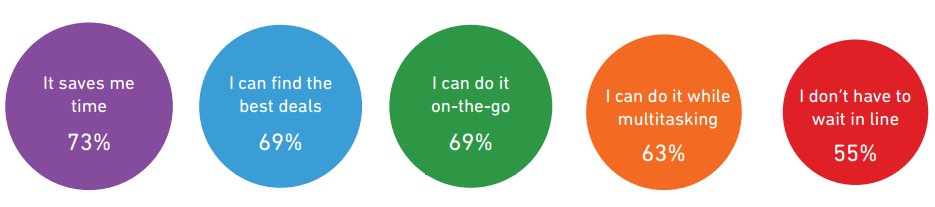 It saves me
time
73%
I can find the
best deals
69%
I can do it
on-the-go
69%
I can do it while
multitasking
63%
I don't have to
wait in line
55%